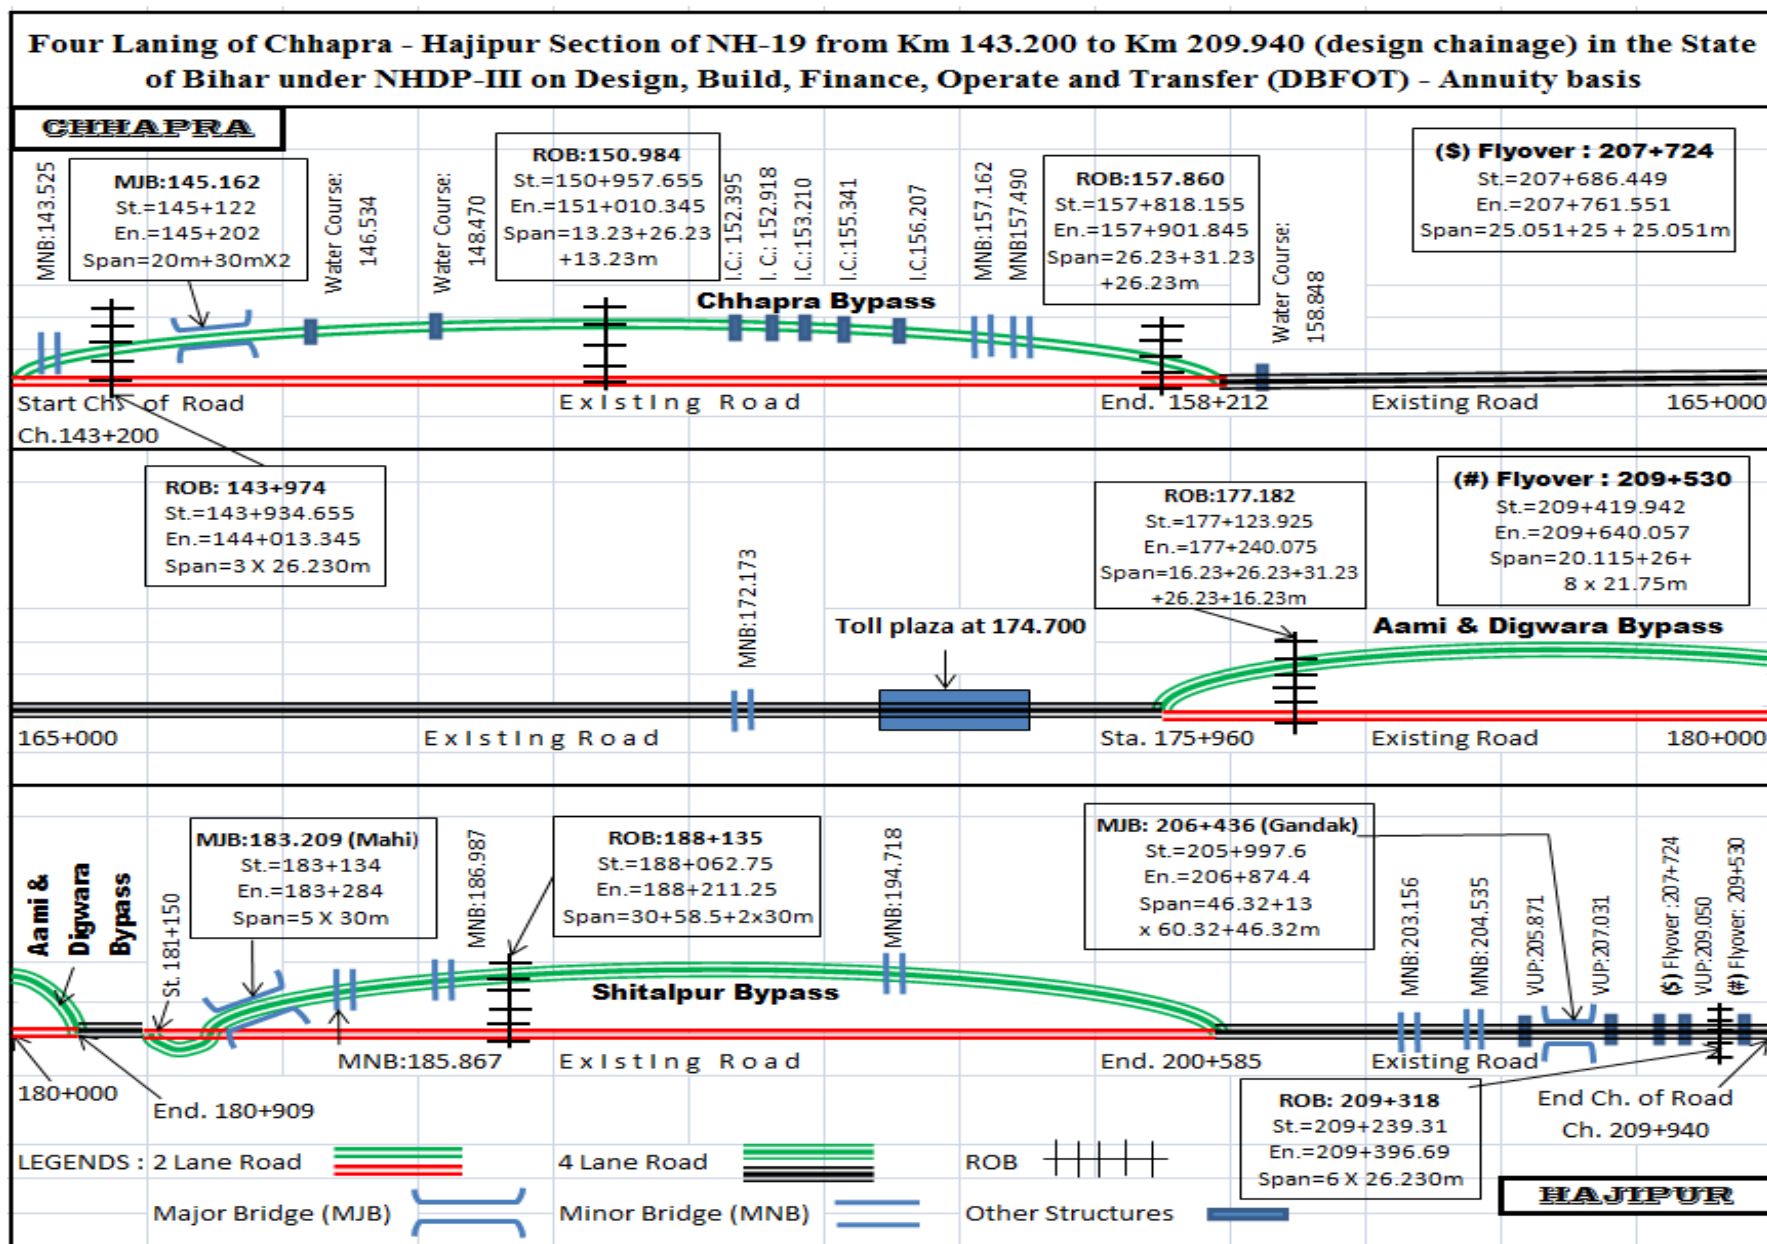 Four Laning of Chhapra - Hajipur Section of NH-19 from Km 143.200 to Km 209.940 (design chainage) in the State
of Bihar under NHDP-III on Design, Build, Finance, Operate and Transfer (DBFOT) - Annuity basis
CHHAPRA
MNB:143.525
MJB:145.162
St.=145+122
En.=145+202
Span=20m+30mX2
Water Course:
146.534
Water Course:
148.470
ROB:150.984
St.=150+957.655
En.=151+010.345
Span=13.23+26.23
+13.23m
I.C.: 152.395
I. C.: 152.918
I.C.:153.210
I.C.:155.341
I.C.156.207
MNB:157.162
MNB157.490
ROB:157.860
St.=157+818.155
En.=157+901.845
Span=26.23+31.23
+26.23m
Water Course:
158.848
($) Flyover : 207+724
St.=207+686.449
En.=207+761.551
Span=25.051+25 + 25.051m
Chhapra Bypass
Start Ch. of Road
Ch.143+200
Existing Road
End. 158+212
Existing Road
165+000
ROB: 143+974
St.=143+934.655
En.=144+013.345
Span=3 X 26.230m
MNB:172.173
Toll plaza at 174.700
ROB:177.182
St.=177+123.925
En.=177+240.075
Span=16.23+26.23+31.23
+26.23+16.23m
(#) Flyover : 209+530
St.=209+419.942
En.=209+640.057
Span=20.115+26+
8 x 21.75m
Aami & Digwara Bypass
165+000
Existing Road
Sta. 175+960
Existing Road
180+000
Aami &
Digwara
Bypass
St. 181+150
MJB:183.209 (Mahi)
St.=183+134
En.=183+284
Span=5 X 30m
MNB:186.987
ROB:188+135
St.=188+062.75
En.=188+211.25
Span=30+58.5+2x30m
MNB:194.718
MJB: 206+436 (Gandak)
St.=205+997.6
En.=206+874.4
Span=46.32+13
x 60.32+46.32m
MNB:203.156
MNB:204.535
VUP:205.871
VUP:207.031
($) Flyover :207+724
VUP:209.050
(#) Flyover: 209+530
Shitalpur Bypass
MNB:185.867
Existing Road
End. 200+585
Existing Road
180+000
End. 180+909
ROB: 209+318
St.=209+239.31
En.=209+396.69
Span=6 X 26.230m
End Ch. of Road
Ch. 209+940
LEGENDS : 2 Lane Road
4 Lane Road
ROB
Major Bridge (MJB)
Minor Bridge (MNB)
Other Structures
HAJIPUR